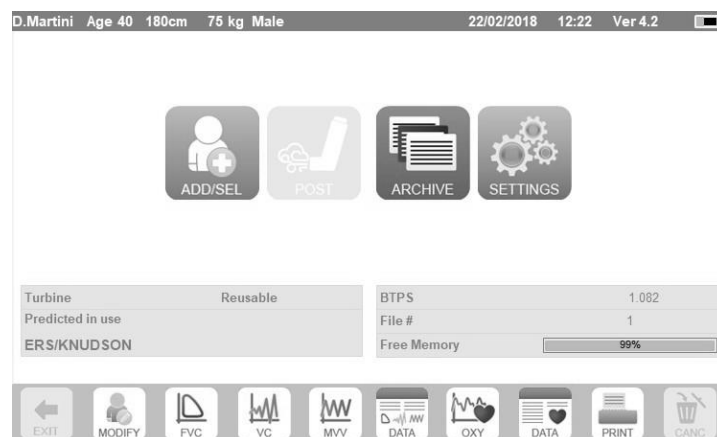 D.Martini Age 40 180cm 75 kg Male 22/02/2018 12:22 Ver 4.2
ADD/SEL POST ARCHIVE SETTINGS
Turbine Reusable
Predicted in use
ERS/KNUDSON
BTPS 1.082
File # 1
Free Memory 99%
EXIT MODIFY FVC VC MVV DATA OXY DATA PRINT CANC